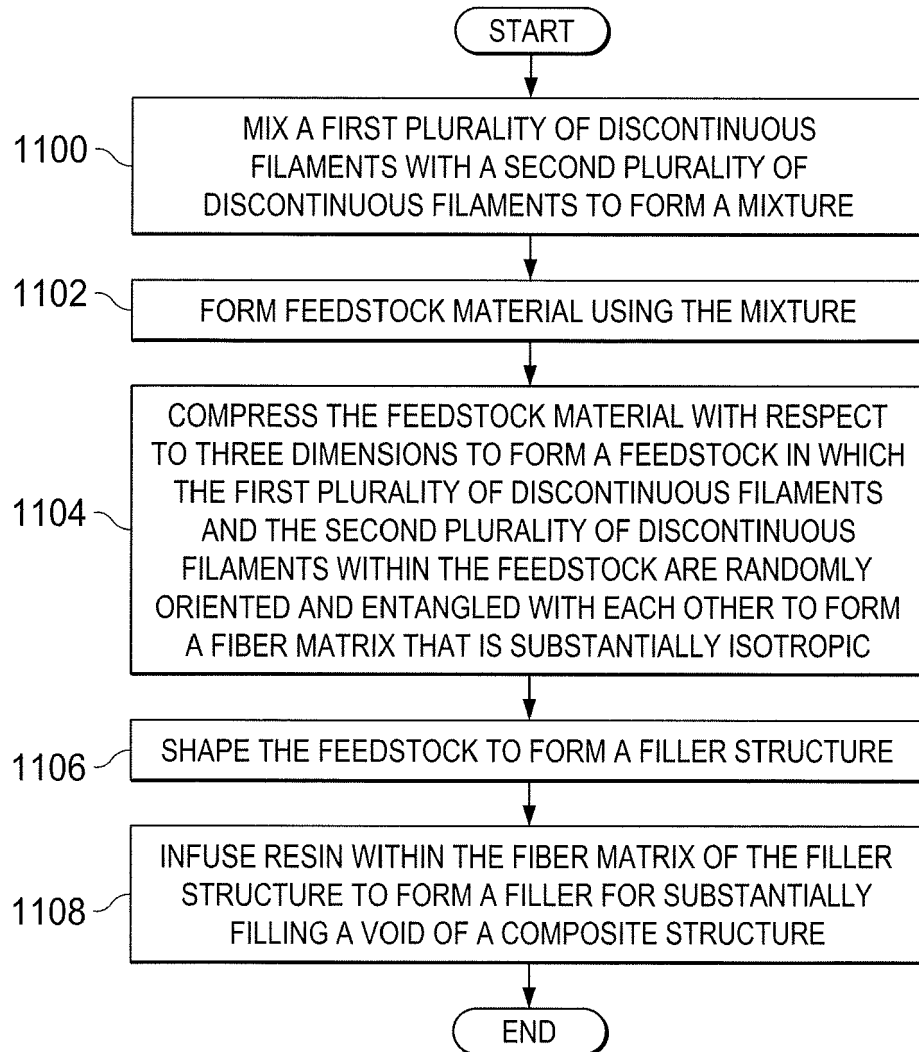 START
1100
MIX A FIRST PLURALITY OF DISCONTINUOUS
FILAMENTS WITH A SECOND PLURALITY OF
DISCONTINUOUS FILAMENTS TO FORM A MIXTURE
1102
FORM FEEDSTOCK MATERIAL USING THE MIXTURE
1104
COMPRESS THE FEEDSTOCK MATERIAL WITH RESPECT
TO THREE DIMENSIONS TO FORM A FEEDSTOCK IN WHICH
THE FIRST PLURALITY OF DISCONTINUOUS FILAMENTS
AND THE SECOND PLURALITY OF DISCONTINUOUS
FILAMENTS WITHIN THE FEEDSTOCK ARE RANDOMLY
ORIENTED AND ENTANGLED WITH EACH OTHER TO FORM
A FIBER MATRIX THAT IS SUBSTANTIALLY ISOTROPIC
1106
SHAPE THE FEEDSTOCK TO FORM A FILLER STRUCTURE
1108
INFUSE RESIN WITHIN THE FIBER MATRIX OF THE FILLER
STRUCTURE TO FORM A FILLER FOR SUBSTANTIALLY
FILLING A VOID OF A COMPOSITE STRUCTURE
END